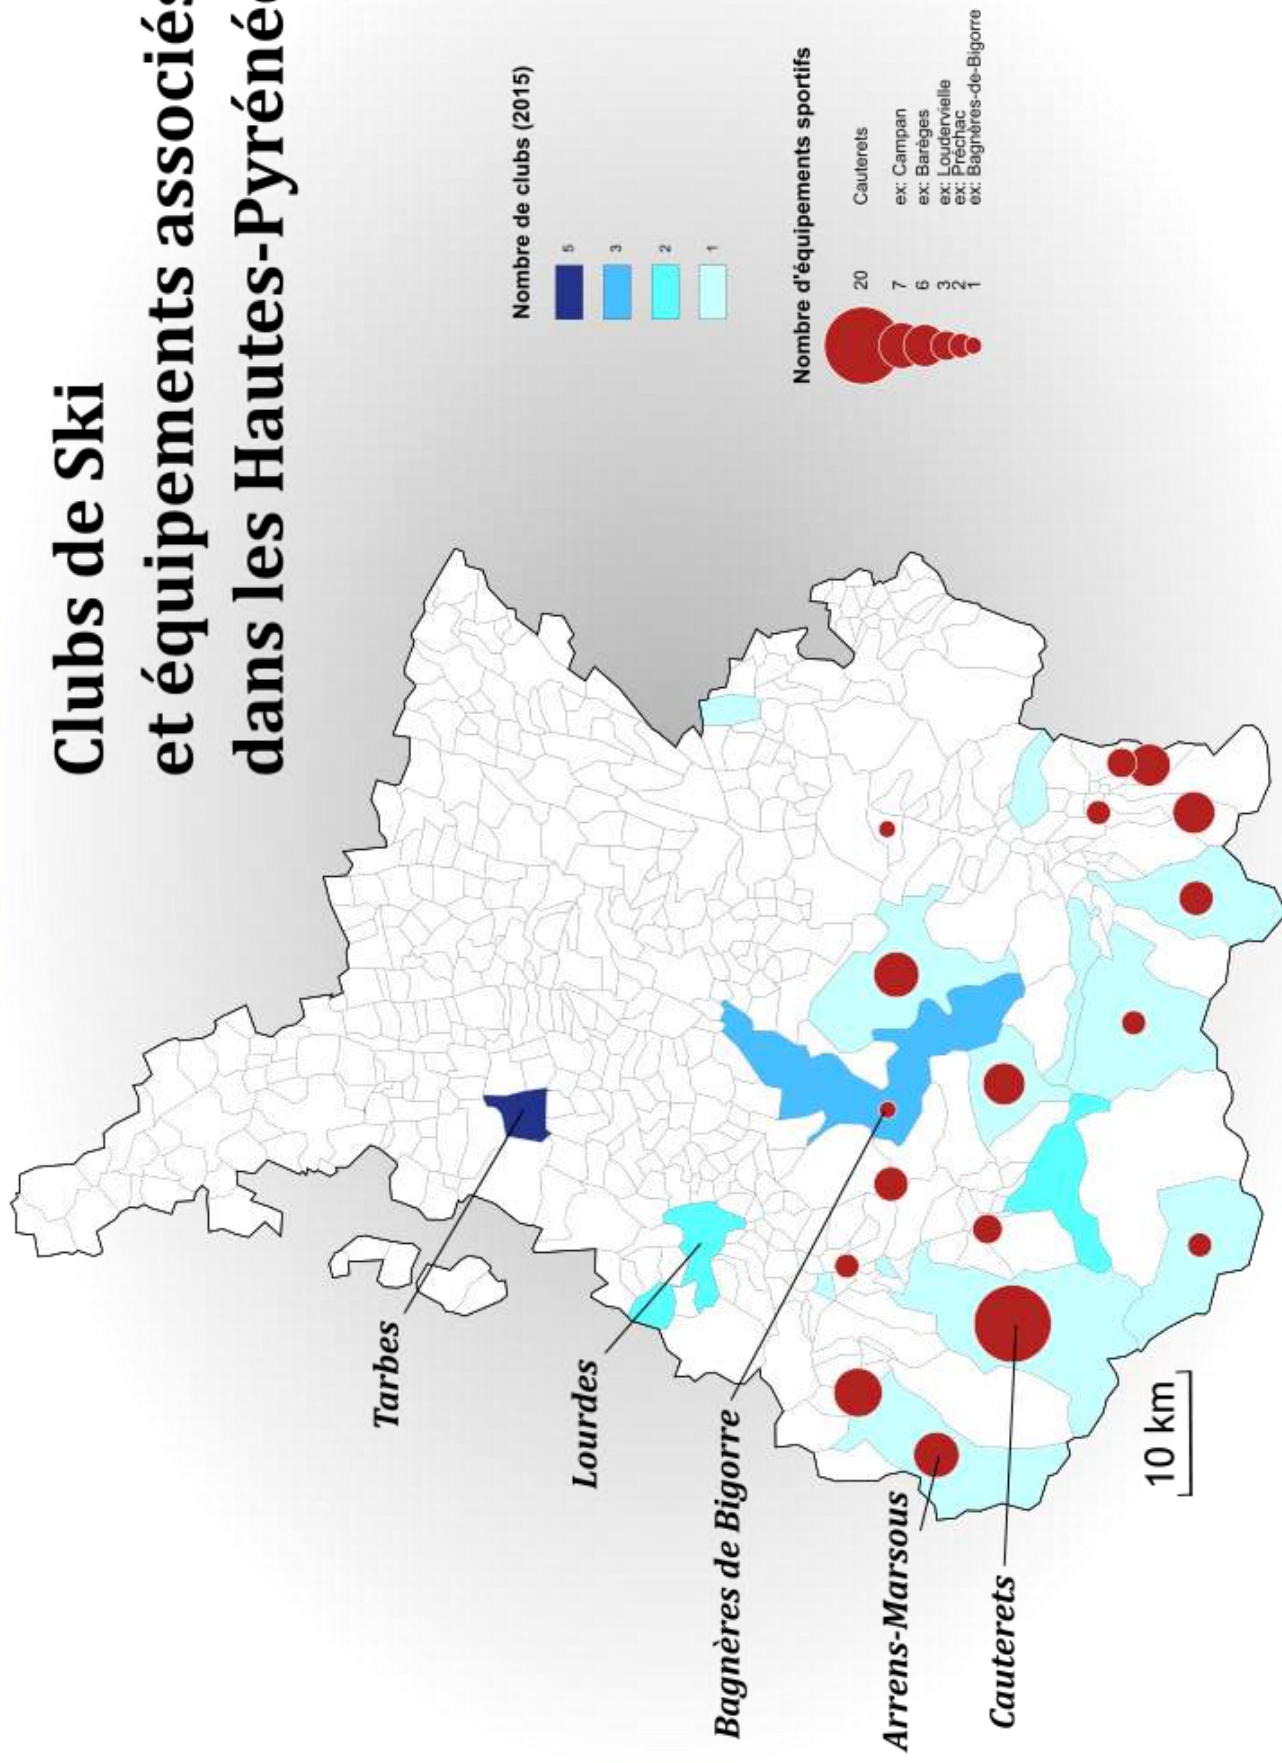 Clubs de Ski
et équipements associés
dans les Hautes-Pyrénée
Nombre de clubs (2015)
5
3
2
1
Nombre d'équipements sportifs
20 Cauterets
7 ex: Campan
6 ex: Barèges
3 ex: Loudervielle
2 ex: Préchac
1 ex: Bagnères-de-Bigorre
Tarbes
Lourdes
Bagnères de Bigorre
Arrens-Marsous
Cauterets
10 km